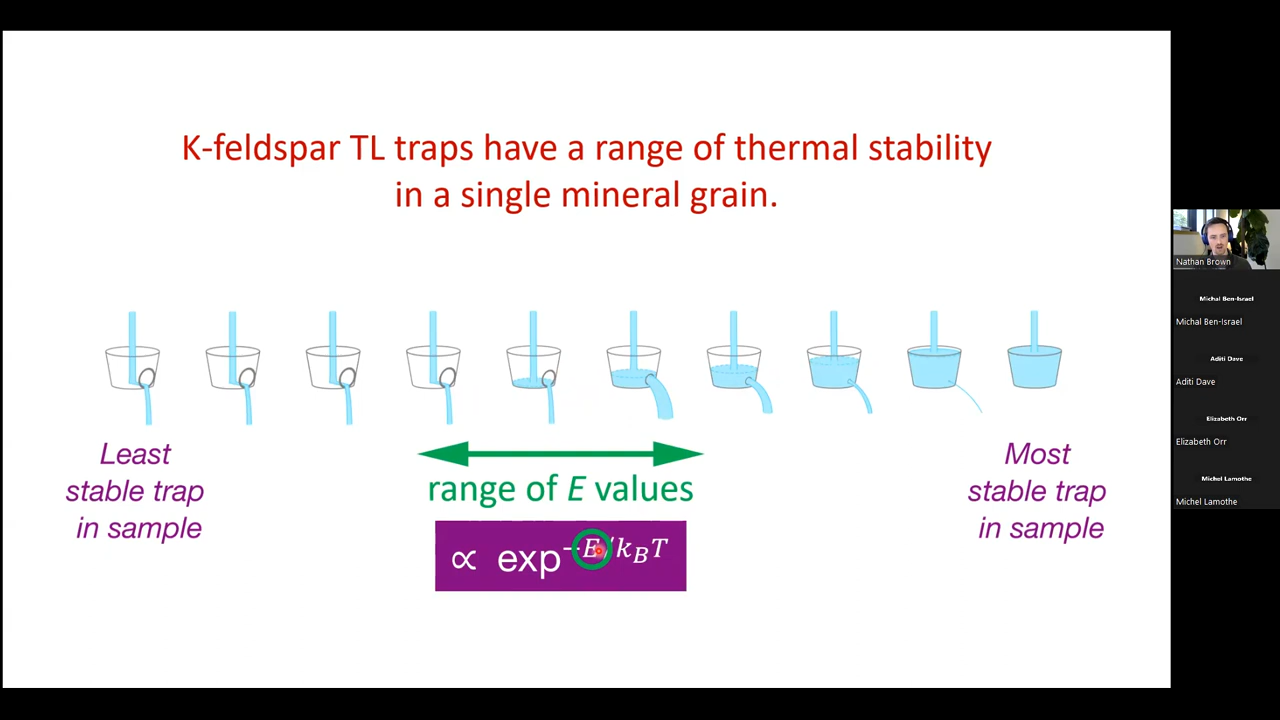 K-feldspar TL traps have a range of thermal stability
in a single mineral grain.
Least
stable trap
in sample
range of E values
∝ exp−E/kBT
Most
stable trap
in sample
Nathan Brown
Michal Ben-Israel
Michal Ben-Israel
Aditi Dave
Aditi Dave
Elizabeth Orr
Elizabeth Orr
Michel Lamothe
Michel Lamothe